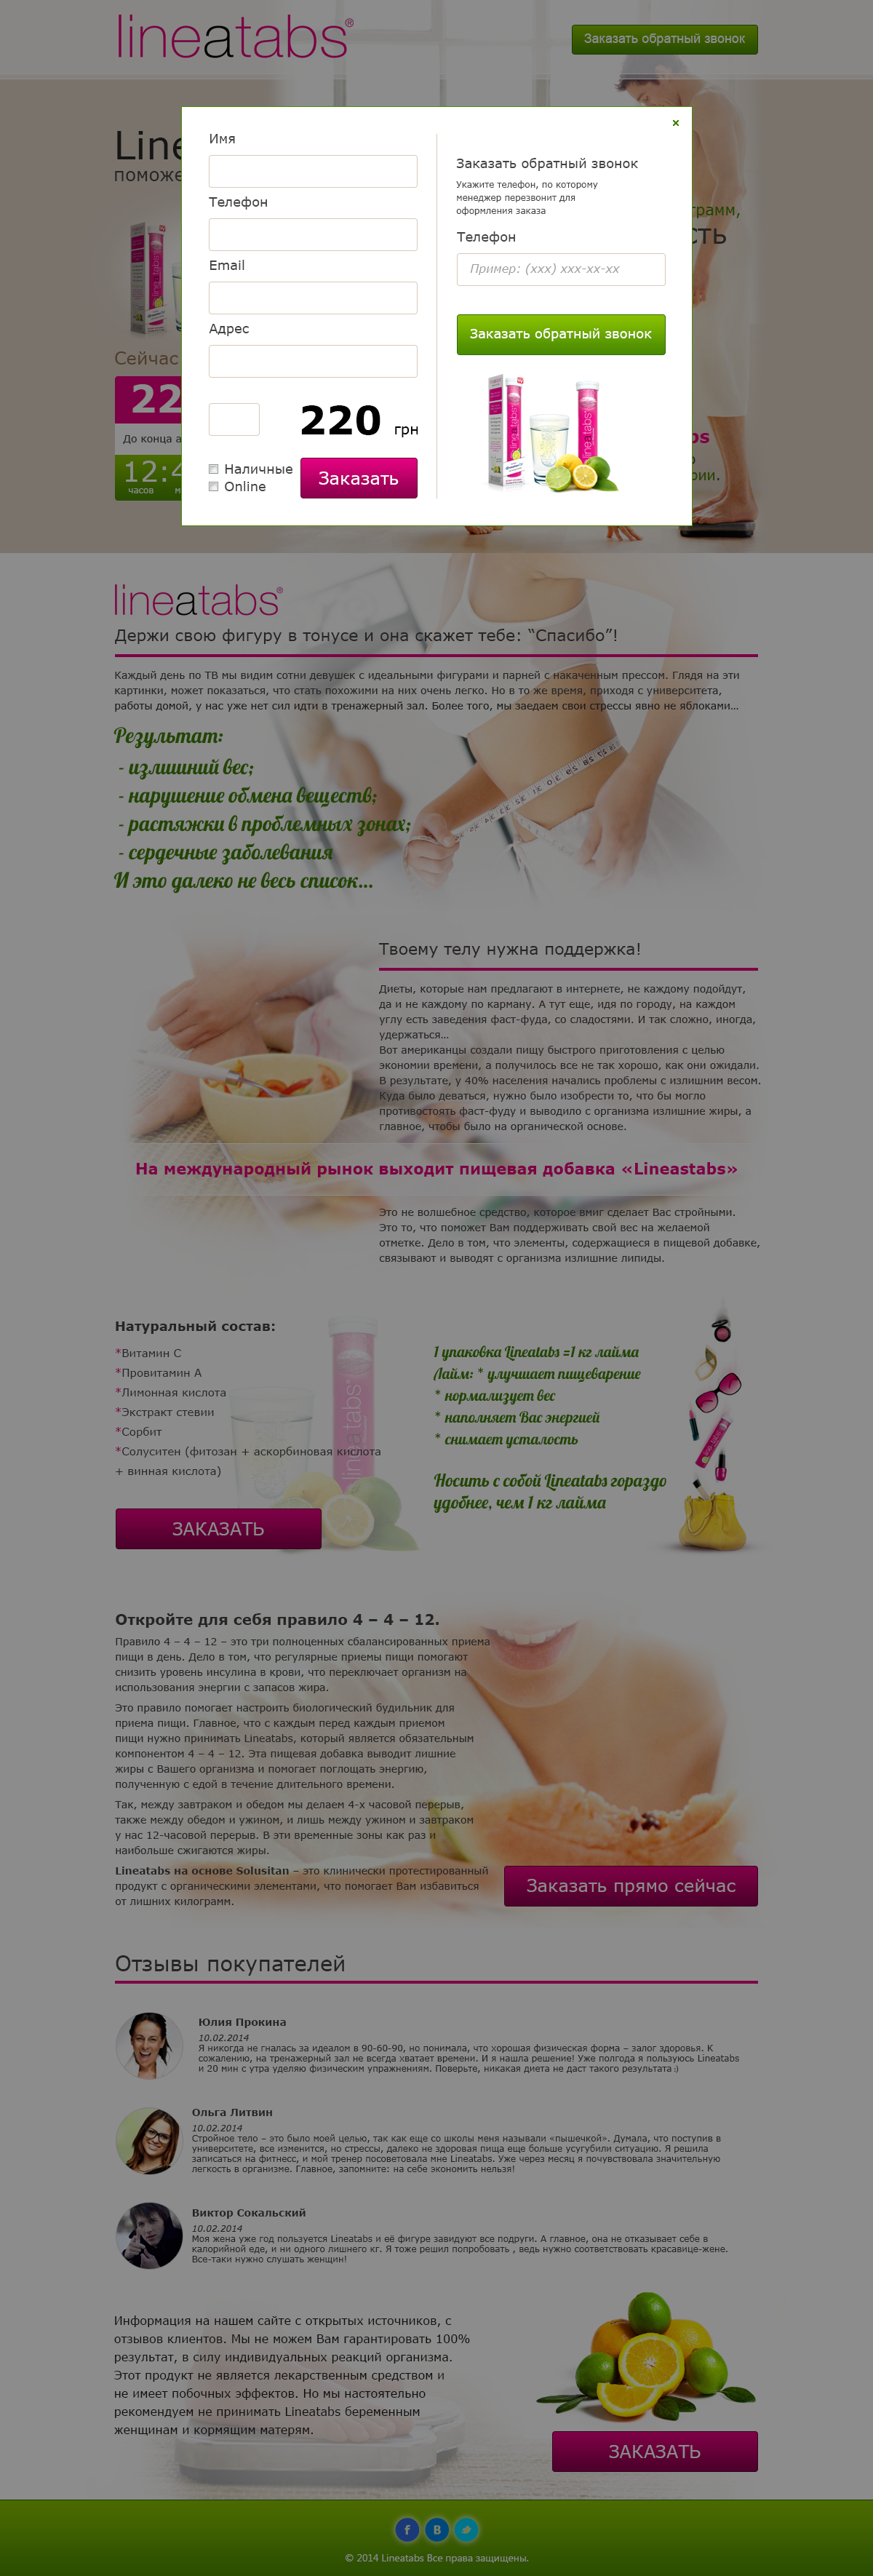 lineatabs®
Заказать обратный звонок
Line
поможе
грамм,
сть
Сейчас
22
До конца а
12:4
часов
м
bs
рии.
×
Имя
Телефон
Email
Адрес
220 грн
Наличные
Online
Заказать
Заказать обратный звонок
Укажите телефон, по которому
менеджер перезвонит для
оформления заказа
Телефон
Пример: (xxx) xxx-xx-xx
Заказать обратный звонок
lineatabs®
Держи свою фигуру в тонусе и она скажет тебе: “Спасибо”!
Каждый день по ТВ мы видим сотни девушек с идеальными фигурами и парней с накаченным прессом. Глядя на эти
картинки, может показаться, что стать похожими на них очень легко. Но в то же время, приходя с университета,
работы домой, у нас уже нет сил идти в тренажерный зал. Более того, мы заедаем свои стрессы явно не яблоками…
Результат:
- излишний вес;
- нарушение обмена веществ;
- растяжки в проблемных зонах;
- сердечные заболевания
И это далеко не весь список…
Твоему телу нужна поддержка!
Диеты, которые нам предлагают в интернете, не каждому подойдут,
да и не каждому по карману. А тут еще, идя по городу, на каждом
углу есть заведения фаст-фуда, со сладостями. И так сложно, иногда,
удержаться…
Вот американцы создали пищу быстрого приготовления с целью
экономии времени, а получилось все не так хорошо, как они ожидали.
В результате, у 40% населения начались проблемы с излишним весом.
Куда было деваться, нужно было изобрести то, что бы могло
противостоять фаст-фуду и выводило с организма излишние жиры, а
главное, чтобы было на органической основе.
На международный рынок выходит пищевая добавка «Lineastabs»
Это не волшебное средство, которое вмиг сделает Вас стройными.
Это то, что поможет Вам поддерживать свой вес на желаемой
отметке. Дело в том, что элементы, содержащиеся в пищевой добавке,
связывают и выводят с организма излишние липиды.
Натуральный состав:
*Витамин С
*Провитамин А
*Лимонная кислота
*Экстракт стевии
*Сорбит
*Солуситен (фитозан + аскорбиновая кислота
+ винная кислота)
ЗАКАЗАТЬ
1 упаковка Lineatabs =1 кг лайма
Лайм: * улучшает пищеварение
* нормализует вес
* наполняет Вас энергией
* снимает усталость
Носить с собой Lineatabs гораздо
удобнее, чем 1 кг лайма
Откройте для себя правило 4 – 4 – 12.
Правило 4 – 4 – 12 – это три полноценных сбалансированных приема
пищи в день. Дело в том, что регулярные приемы пищи помогают
снизить уровень инсулина в крови, что переключает организм на
использования энергии с запасов жира.
Это правило помогает настроить биологический будильник для
приема пищи. Главное, что с каждым перед каждым приемом
пищи нужно принимать Lineatabs, который является обязательным
компонентом 4 – 4 – 12. Эта пищевая добавка выводит лишние
жиры с Вашего организма и помогает поглощать энергию,
полученную с едой в течение длительного времени.
Так, между завтраком и обедом мы делаем 4-х часовой перерыв,
также между обедом и ужином, и лишь между ужином и завтраком
у нас 12-часовой перерыв. В эти временные зоны как раз и
наибольше сжигаются жиры.
Lineatabs на основе Solusitan – это клинически протестированный
продукт с органическими элементами, что помогает Вам избавиться
от лишних килограмм.
Заказать прямо сейчас
Отзывы покупателей
Юлия Прокина
10.02.2014
Я никогда не гналась за идеалом в 90-60-90, но понимала, что хорошая физическая форма – залог здоровья. К
сожалению, на тренажерный зал не всегда хватает времени. И я нашла решение! Уже полгода я пользуюсь Lineatabs
и 20 мин с утра уделяю физическим упражнениям. Поверьте, никакая диета не даст такого результата :)
Ольга Литвин
10.02.2014
Стройное тело – это было моей целью, так как еще со школы меня называли «пышечкой». Думала, что поступив в
университете, все изменится, но стрессы, далеко не здоровая пища еще больше усугубили ситуацию. Я решила
записаться на фитнесс, и мой тренер посоветовала мне Lineatabs. Уже через месяц я почувствовала значительную
легкость в организме. Главное, запомните: на себе экономить нельзя!
Виктор Сокальский
10.02.2014
Моя жена уже год пользуется Lineatabs и её фигуре завидуют все подруги. А главное, она не отказывает себе в
калорийной еде, и ни одного лишнего кг. Я тоже решил попробовать , ведь нужно соответствовать красавице-жене.
Все-таки нужно слушать женщин!
Информация на нашем сайте с открытых источников, с
отзывов клиентов. Мы не можем Вам гарантировать 100%
результат, в силу индивидуальных реакций организма.
Этот продукт не является лекарственным средством и
не имеет побочных эффектов. Но мы настоятельно
рекомендуем не принимать Lineatabs беременным
женщинам и кормящим матерям.
ЗАКАЗАТЬ
© 2014 Lineatabs Все права защищены.